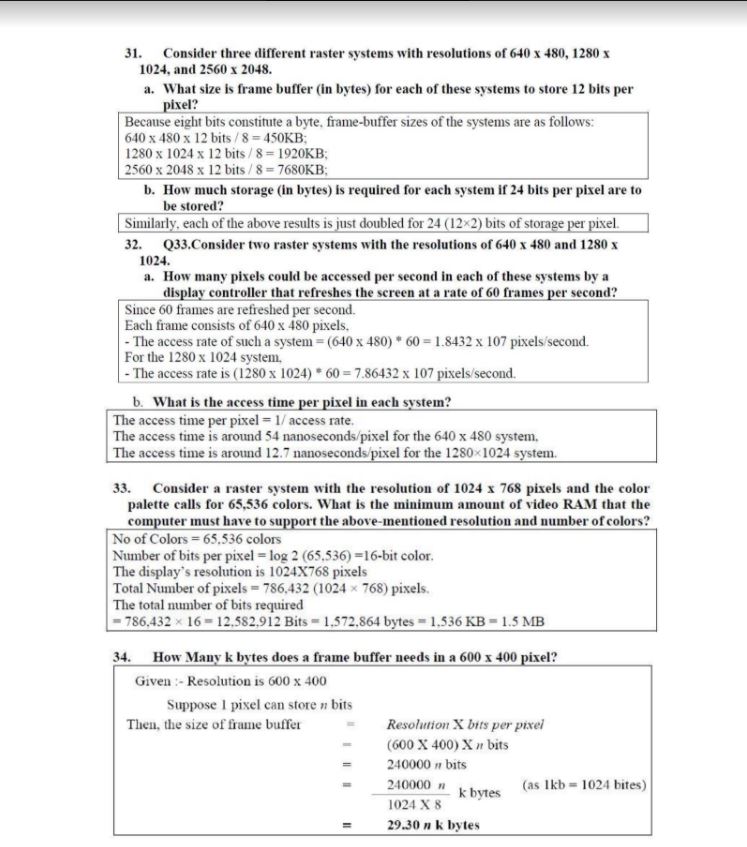 31. Consider three different raster systems with resolutions of 640 x 480, 1280 x
1024, and 2560 x 2048.
a. What size is frame buffer (in bytes) for each of these systems to store 12 bits per
pixel?
Because eight bits constitute a byte, frame-buffer sizes of the systems are as follows:
640 x 480 x 12 bits / 8 = 450KB;
1280 x 1024 x 12 bits / 8 = 1920KB;
2560 x 2048 x 12 bits / 8 = 7680KB;
b. How much storage (in bytes) is required for each system if 24 bits per pixel are to
be stored?
Similarly, each of the above results is just doubled for 24 (12×2) bits of storage per pixel.
32. Q33.Consider two raster systems with the resolutions of 640 x 480 and 1280 x
1024.
a. How many pixels could be accessed per second in each of these systems by a
display controller that refreshes the screen at a rate of 60 frames per second?
Since 60 frames are refreshed per second.
Each frame consists of 640 x 480 pixels,
- The access rate of such a system = (640 x 480) * 60 = 1.8432 x 107 pixels/second.
For the 1280 x 1024 system,
- The access rate is (1280 x 1024) * 60 = 7.86432 x 107 pixels/second.
b. What is the access time per pixel in each system?
The access time per pixel = 1/ access rate.
The access time is around 54 nanoseconds/pixel for the 640 x 480 system,
The access time is around 12.7 nanoseconds/pixel for the 1280×1024 system.
33. Consider a raster system with the resolution of 1024 x 768 pixels and the color
palette calls for 65,536 colors. What is the minimum amount of video RAM that the
computer must have to support the above-mentioned resolution and number of colors?
No of Colors = 65,536 colors
Number of bits per pixel = log 2 (65,536) =16-bit color.
The display's resolution is 1024X768 pixels
Total Number of pixels = 786,432 (1024 × 768) pixels.
The total number of bits required
= 786,432 × 16 = 12,582,912 Bits = 1,572,864 bytes = 1,536 KB = 1.5 MB
34. How Many k bytes does a frame buffer needs in a 600 x 400 pixel?
Given :- Resolution is 600 x 400
Suppose 1 pixel can store n bits
Then, the size of frame buffer = Resolution X bits per pixel
= (600 X 400) X n bits
= 240000 n bits
= 240000 n
k bytes (as 1kb = 1024 bites)
1024 X 8
= 29.30 n k bytes